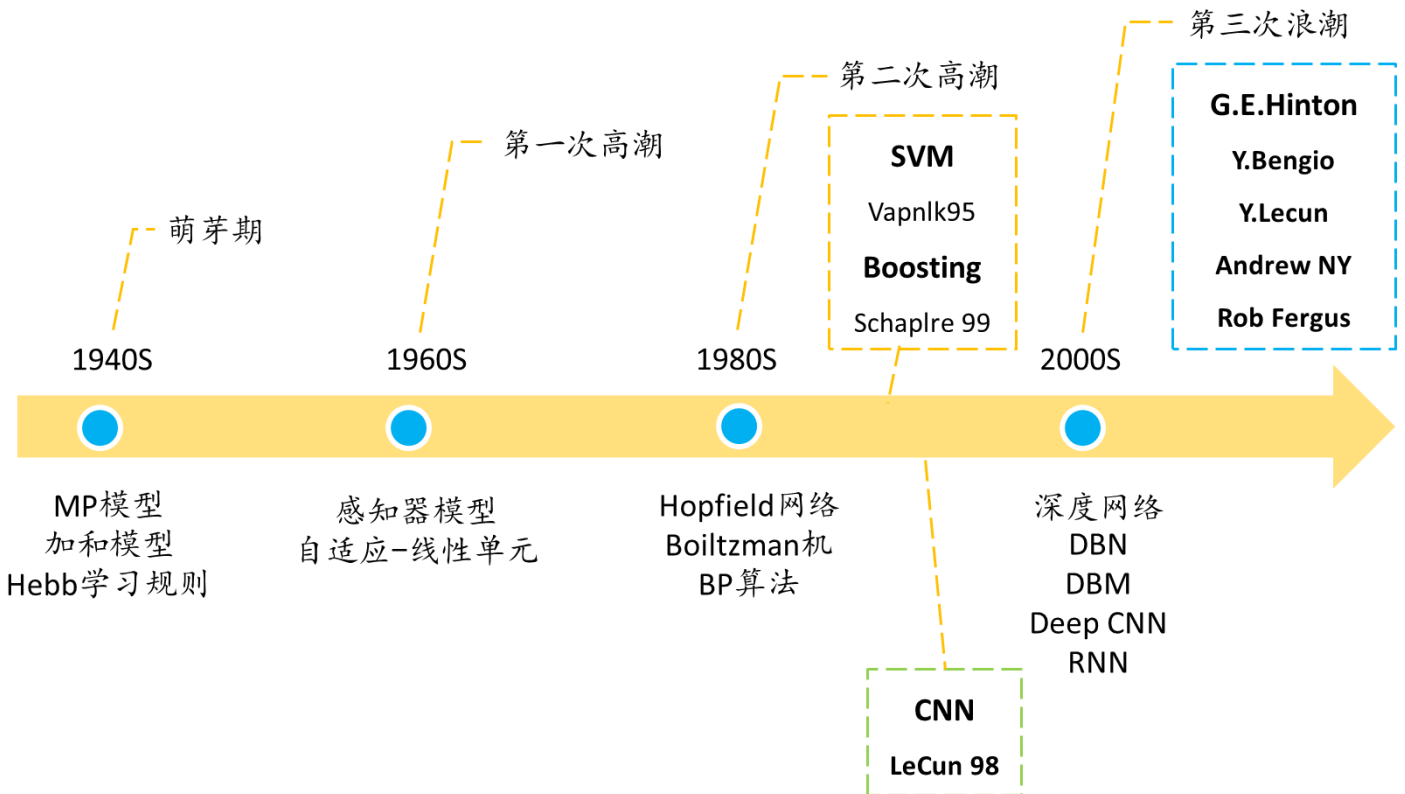 第三次浪潮
第二次高潮
第一次高潮
萌芽期
G.E.Hinton
Y.Bengio
Y.Lecun
Andrew NY
Rob Fergus
SVM
Vapnlk95
Boosting
Schaplre 99
1940S
1960S
1980S
2000S
MP模型
加和模型
Hebb学习规则
感知器模型
自适应-线性单元
Hopfield网络
Boiltzman机
BP算法
深度网络
DBN
DBM
Deep CNN
RNN
CNN
LeCun 98